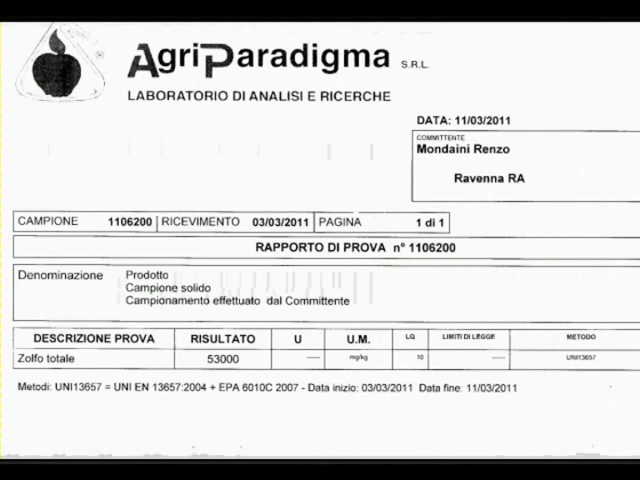 AgriParadigma S.R.L.
LABORATORIO DI ANALISI E RICERCHE
DATA: 11/03/2011
COMMITTENTE
Mondaini Renzo
Ravenna RA
CAMPIONE 1106200 RICEVIMENTO 03/03/2011 PAGINA 1 di 1
RAPPORTO DI PROVA n° 1106200
Denominazione Prodotto
Campione solido
Campionamento effettuato dal Committente
DESCRIZIONE PROVA RISULTATO U U.M. LQ LIMITI DI LEGGE METODO
Zolfo totale 53000 ----- mg/kg 10 ----- UNI13657
Metodi: UNI13657 = UNI EN 13657:2004 + EPA 6010C 2007 - Data inizio: 03/03/2011 Data fine: 11/03/2011